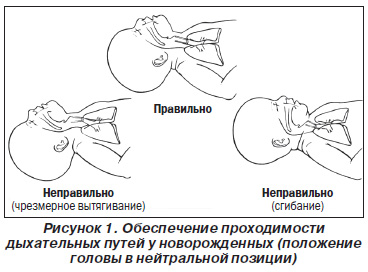 Правильно
Неправильно
(чрезмерное вытягивание)
Неправильно
(сгибание)
Рисунок 1. Обеспечение проходимости
дыхательных путей у новорожденных (положение
головы в нейтральной позиции)